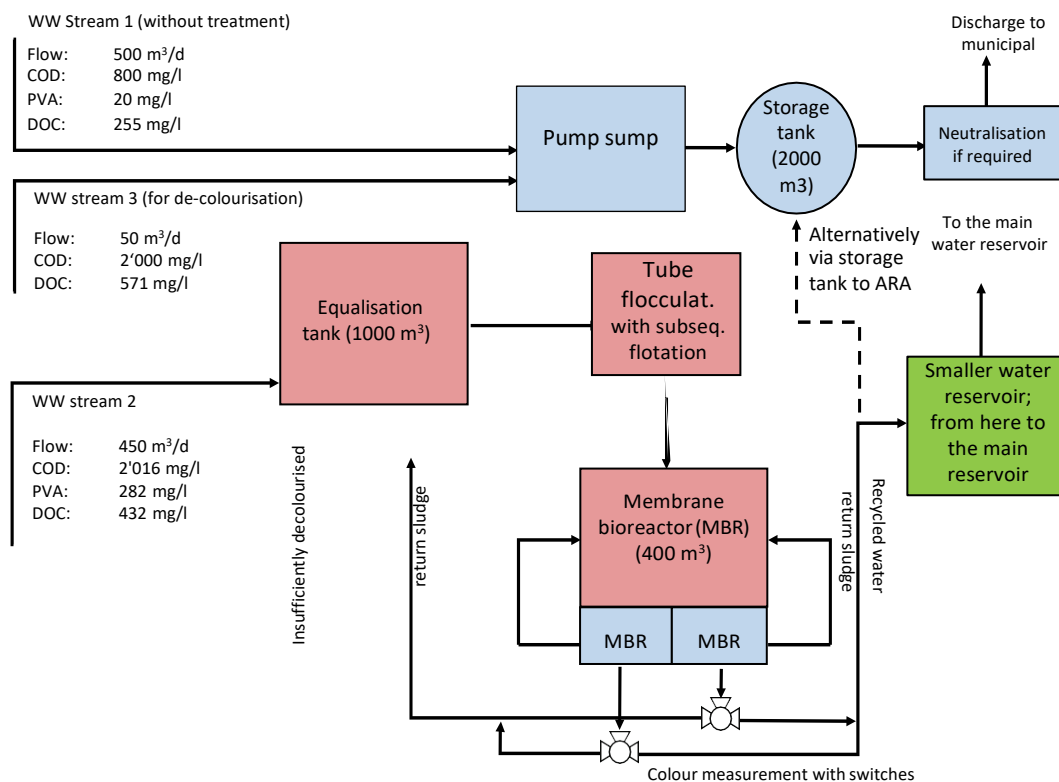 WW Stream 1 (without treatment)
Flow: 500 m³/d
COD: 800 mg/l
PVA: 20 mg/l
DOC: 255 mg/l
WW stream 3 (for de-colourisation)
Flow: 50 m³/d
COD: 2‘000 mg/l
DOC: 571 mg/l
WW stream 2
Flow: 450 m³/d
COD: 2'016 mg/l
PVA: 282 mg/l
DOC: 432 mg/l
Pump sump
Storage
tank
(2000
m3)
Discharge to
municipal
Neutralisation
if required
To the main
water reservoir
Alternatively
via storage
tank to ARA
Equalisation
tank (1000 m³)
Tube
flocculat.
with subseq.
flotation
Smaller water
reservoir;
from here to
the main
reservoir
Membrane
bioreactor (MBR)
(400 m³)
MBR
MBR
Insufficiently decolourised
return sludge
return sludge
Recycled water
Colour measurement with switches